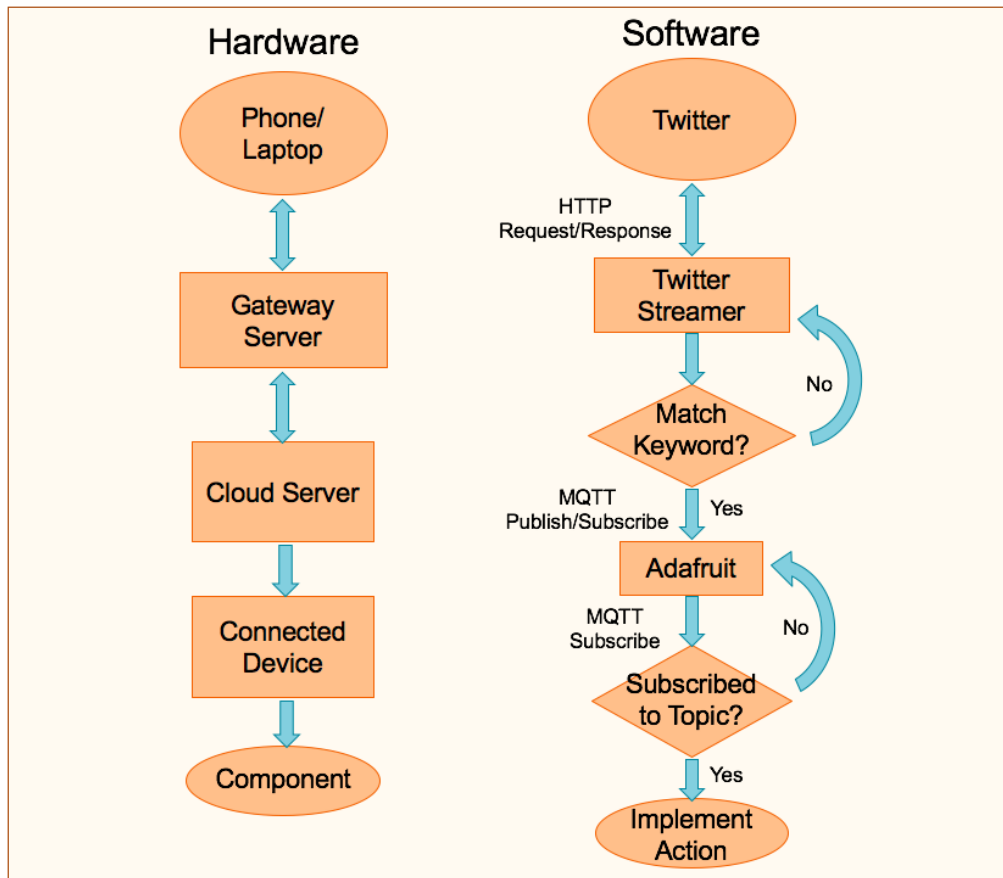 Hardware
Phone/
Laptop
Gateway
Server
Cloud Server
Connected
Device
Component
Software
Twitter
HTTP
Request/Response
Twitter
Streamer
No
Match
Keyword?
MQTT
Publish/Subscribe
Yes
Adafruit
MQTT
Subscribe
No
Subscribed
to Topic?
Yes
Implement
Action